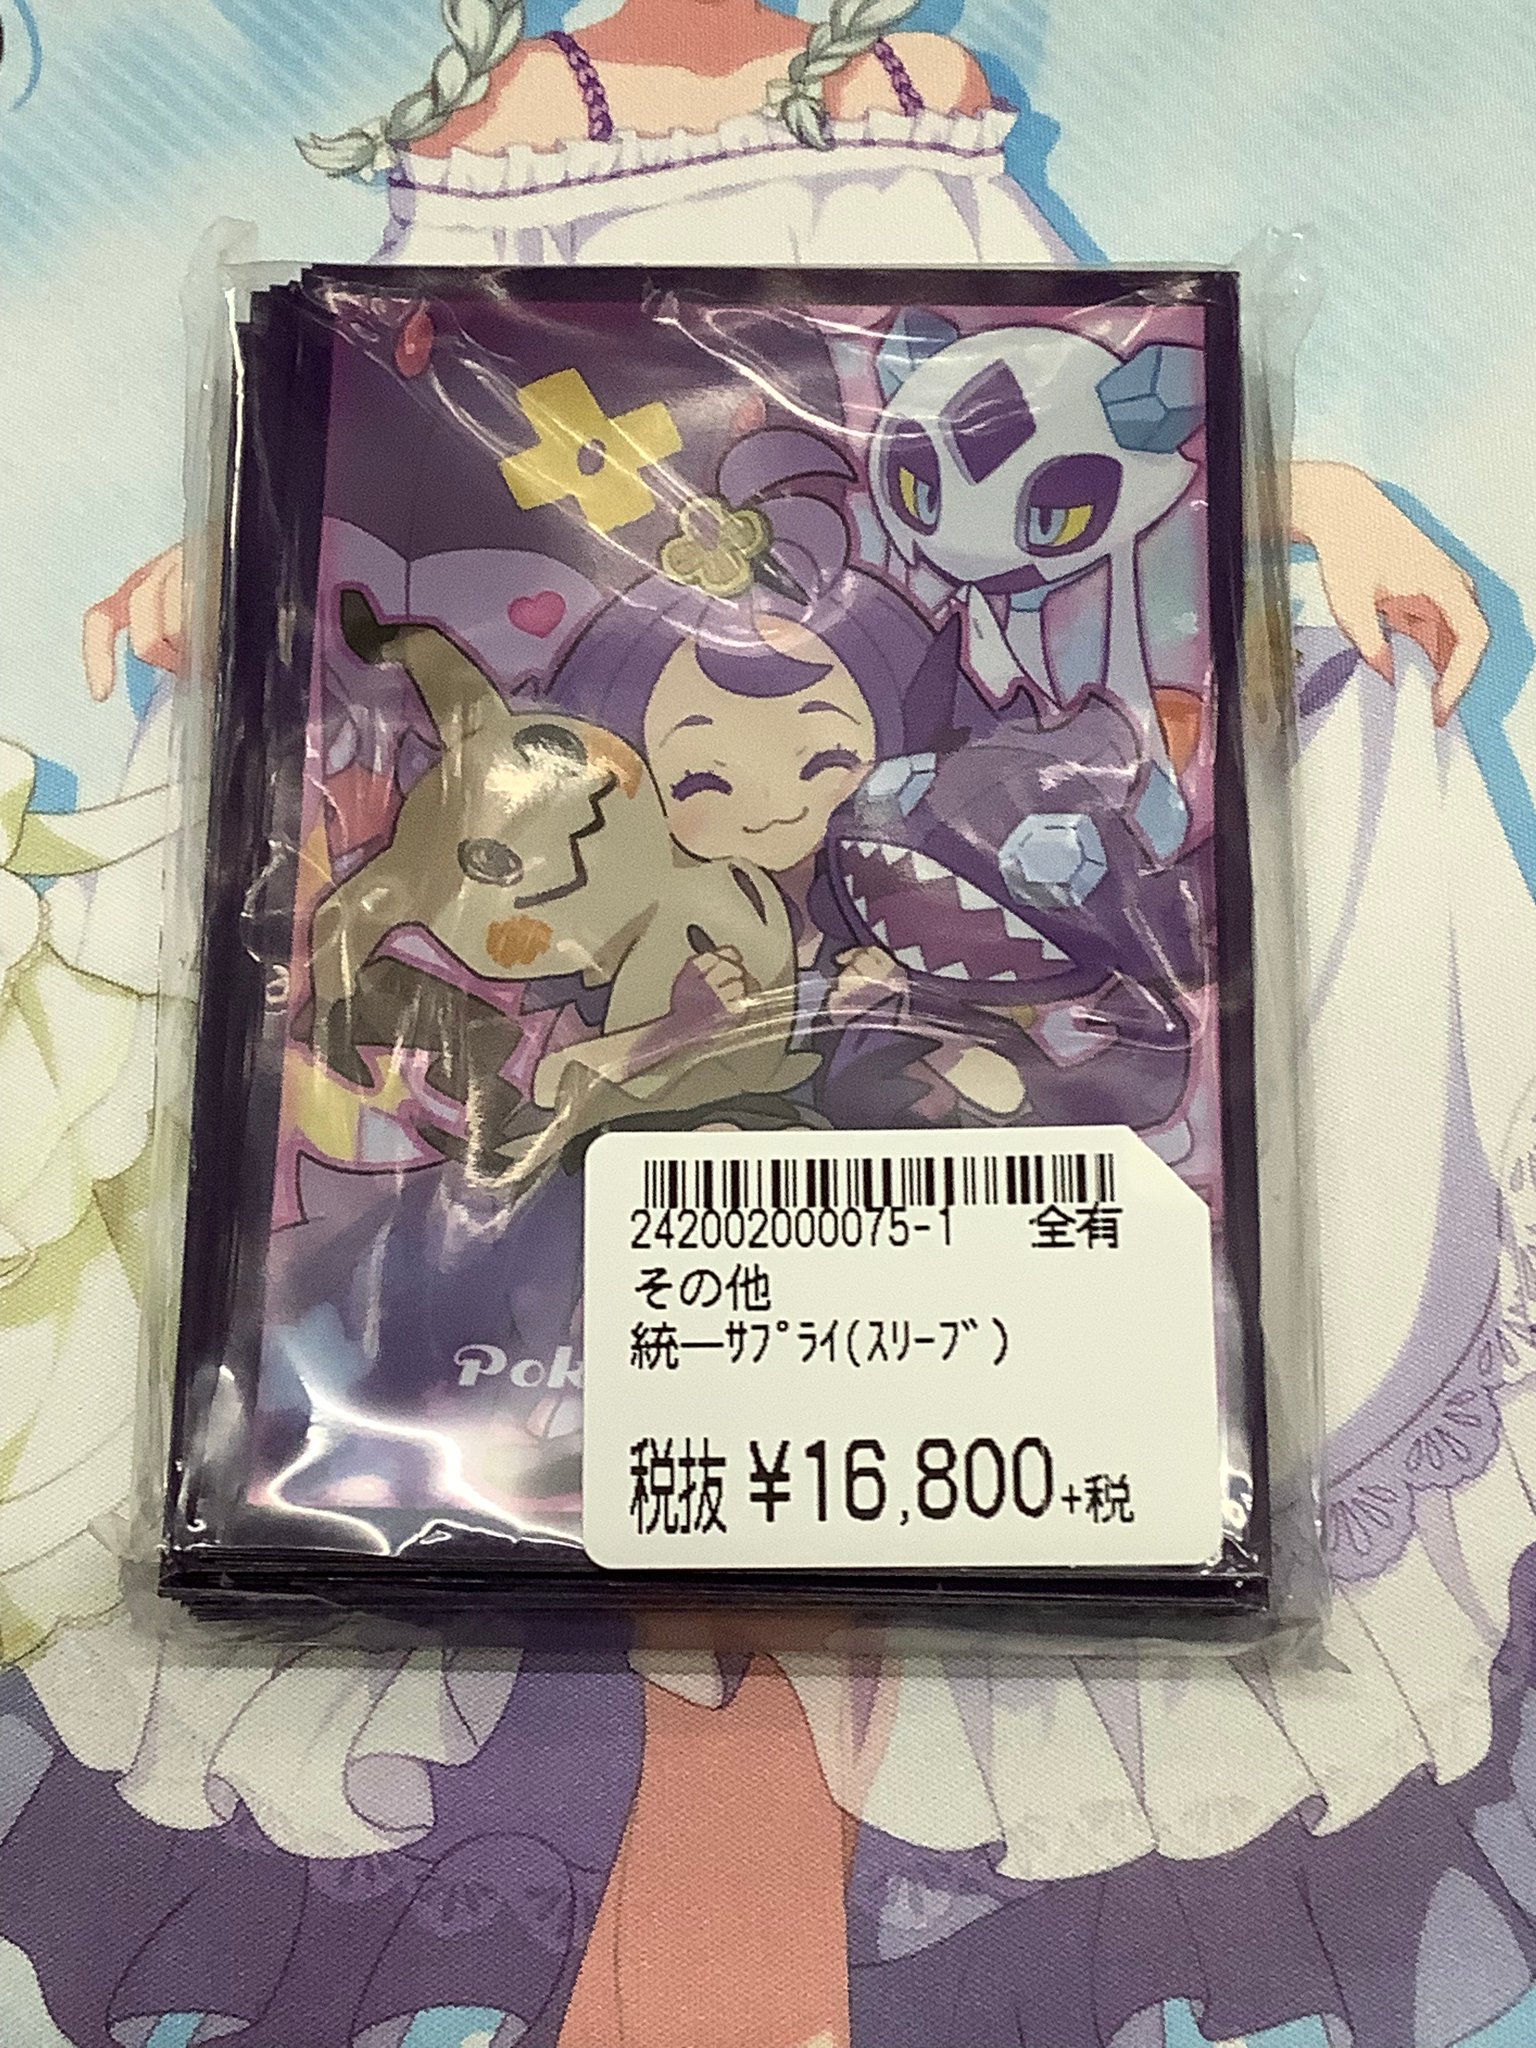 242002000075-1 全有
その他
統一ｻﾌﾟﾗｲ(ｽﾘｰﾌﾞ)
Pok
税抜 ¥16,800+税